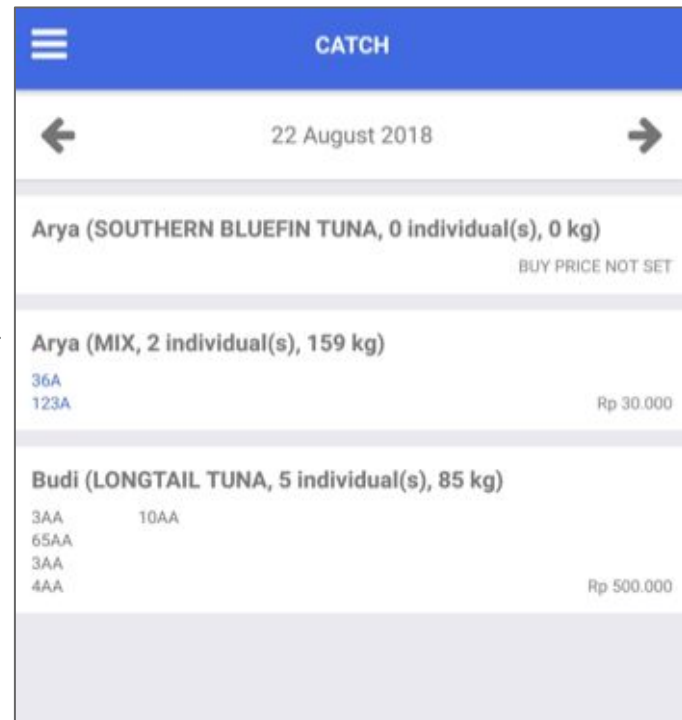 CATCH
22 August 2018
Arya (SOUTHERN BLUEFIN TUNA, 0 individual(s), 0 kg)
BUY PRICE NOT SET
Arya (MIX, 2 individual(s), 159 kg)
36A
123A Rp 30.000
Budi (LONGTAIL TUNA, 5 individual(s), 85 kg)
3AA 10AA
65AA
3AA
4AA Rp 500.000